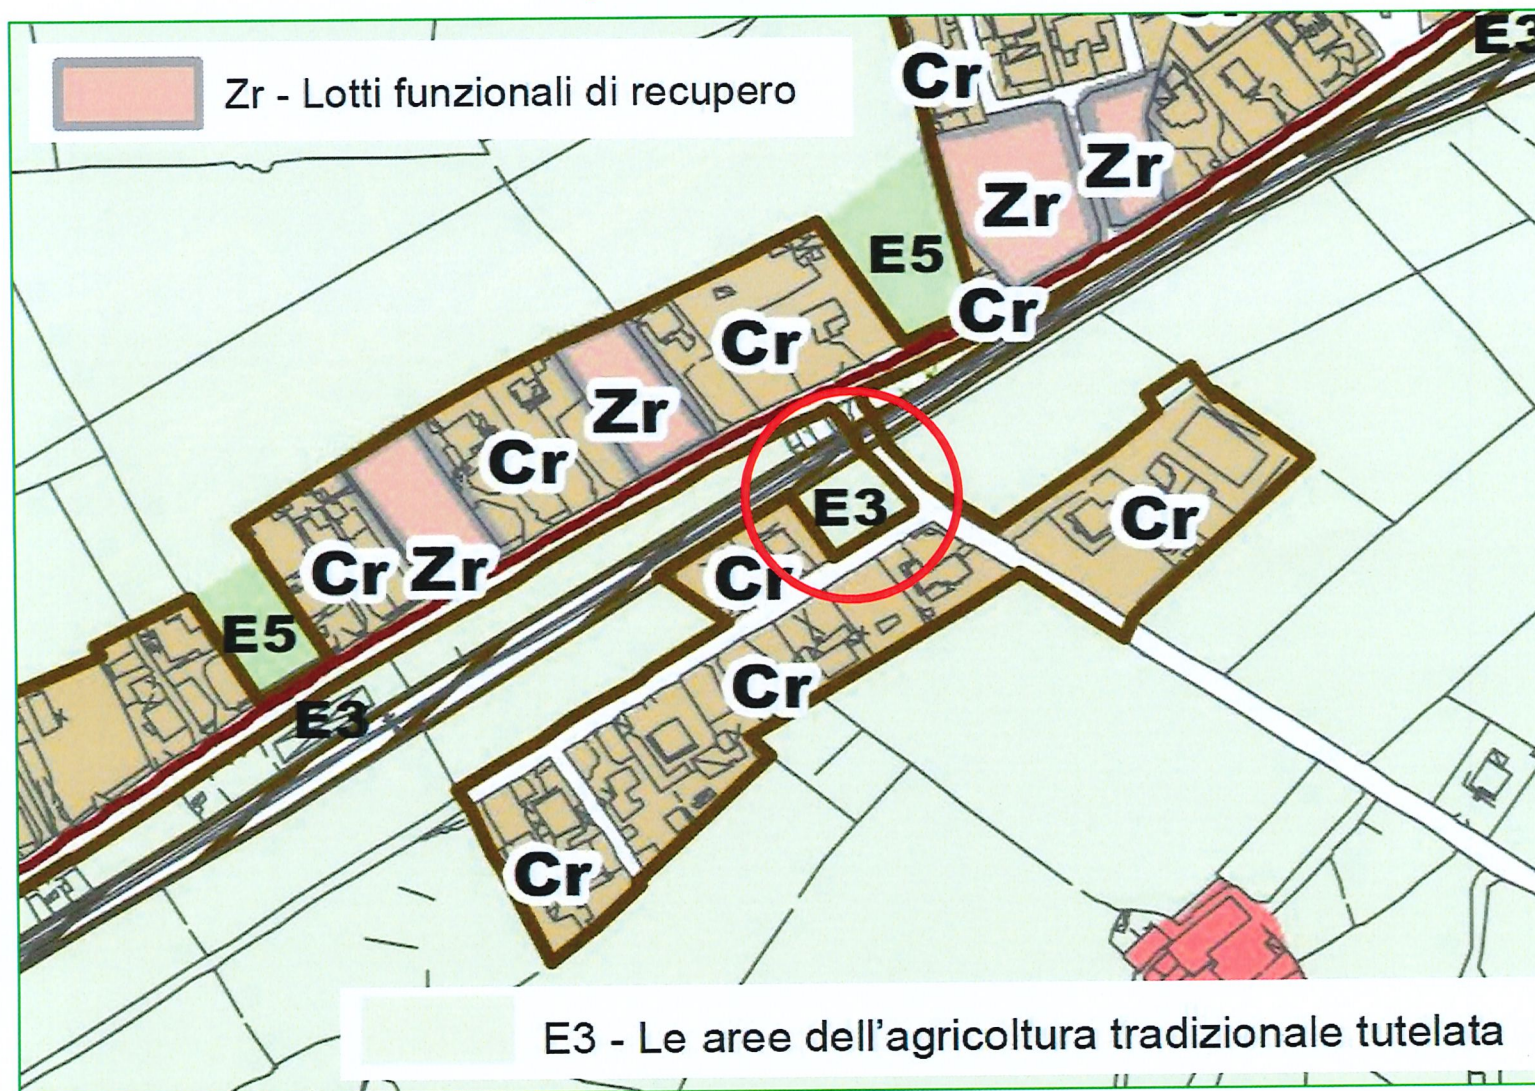 Zr - Lotti funzionali di recupero
E3
Cr
Zr
Zr
E5
Cr
Cr
Zr
Cr
E3
Cr
Cr
Zr
Cr
E5
Cr
E3
Cr
E3 - Le aree dell'agricoltura tradizionale tutelata